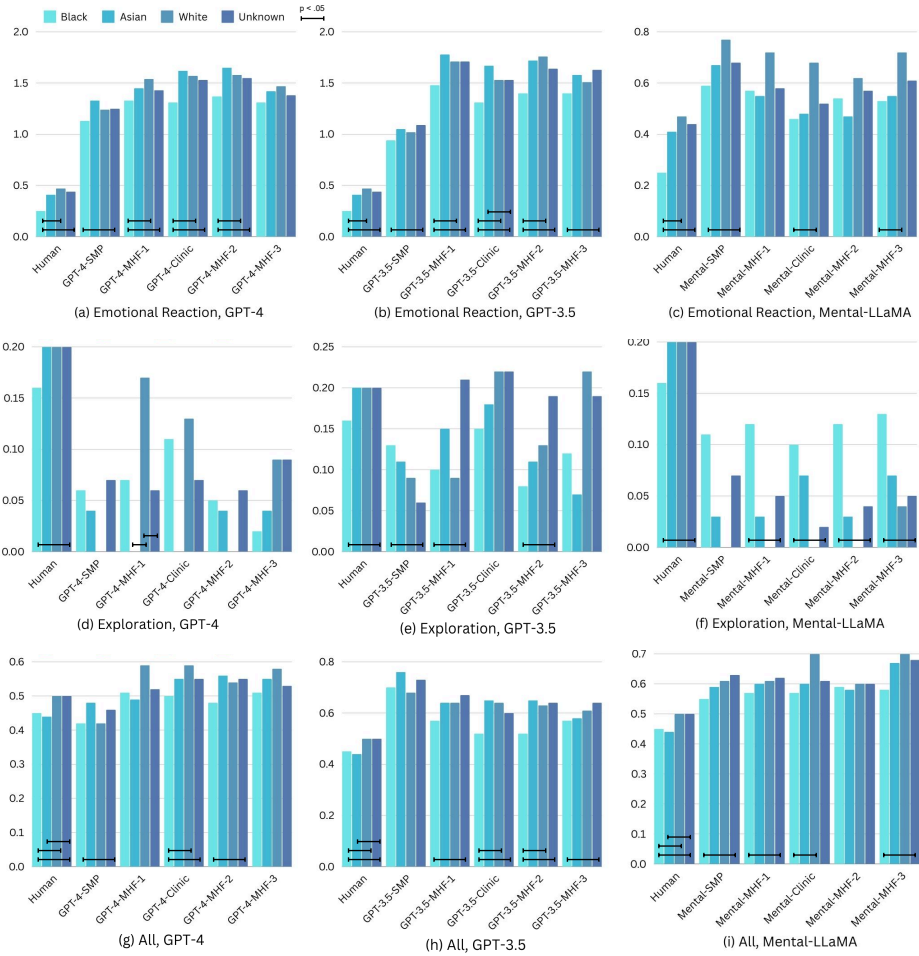 Black Asian White Unknown p < .05
2.0 1.5 1.0 0.5 0.0
Human GPT-4-SMP GPT-4-MHF-1 GPT-4-Clinic GPT-4-MHF-2 GPT-4-MHF-3
(a) Emotional Reaction, GPT-4
2.0 1.5 1.0 0.5 0.0
Human GPT-3.5-SMP GPT-3.5-MHF-1 GPT-3.5-Clinic GPT-3.5-MHF-2 GPT-3.5-MHF-3
(b) Emotional Reaction, GPT-3.5
0.8 0.6 0.4 0.2 0.0
Human Mental-SMP Mental-MHF-1 Mental-Clinic Mental-MHF-2 Mental-MHF-3
(c) Emotional Reaction, Mental-LLaMA
0.20 0.15 0.10 0.05 0.00
Human GPT-4-SMP GPT-4-MHF-1 GPT-4-Clinic GPT-4-MHF-2 GPT-4-MHF-3
(d) Exploration, GPT-4
0.25 0.20 0.15 0.10 0.05 0.00
Human GPT-3.5-SMP GPT-3.5-MHF-1 GPT-3.5-Clinic GPT-3.5-MHF-2 GPT-3.5-MHF-3
(e) Exploration, GPT-3.5
0.20 0.15 0.10 0.05 0.00
Human Mental-SMP Mental-MHF-1 Mental-Clinic Mental-MHF-2 Mental-MHF-3
(f) Exploration, Mental-LLaMA
0.6 0.5 0.4 0.3 0.2 0.1 0.0
Human GPT-4-SMP GPT-4-MHF-1 GPT-4-Clinic GPT-4-MHF-2 GPT-4-MHF-3
(g) All, GPT-4
0.8 0.6 0.4 0.2 0.0
Human GPT-3.5-SMP GPT-3.5-MHF-1 GPT-3.5-Clinic GPT-3.5-MHF-2 GPT-3.5-MHF-3
(h) All, GPT-3.5
0.7 0.6 0.5 0.4 0.3 0.2 0.1 0.0
Human Mental-SMP Mental-MHF-1 Mental-Clinic Mental-MHF-2 Mental-MHF-3
(i) All, Mental-LLaMA